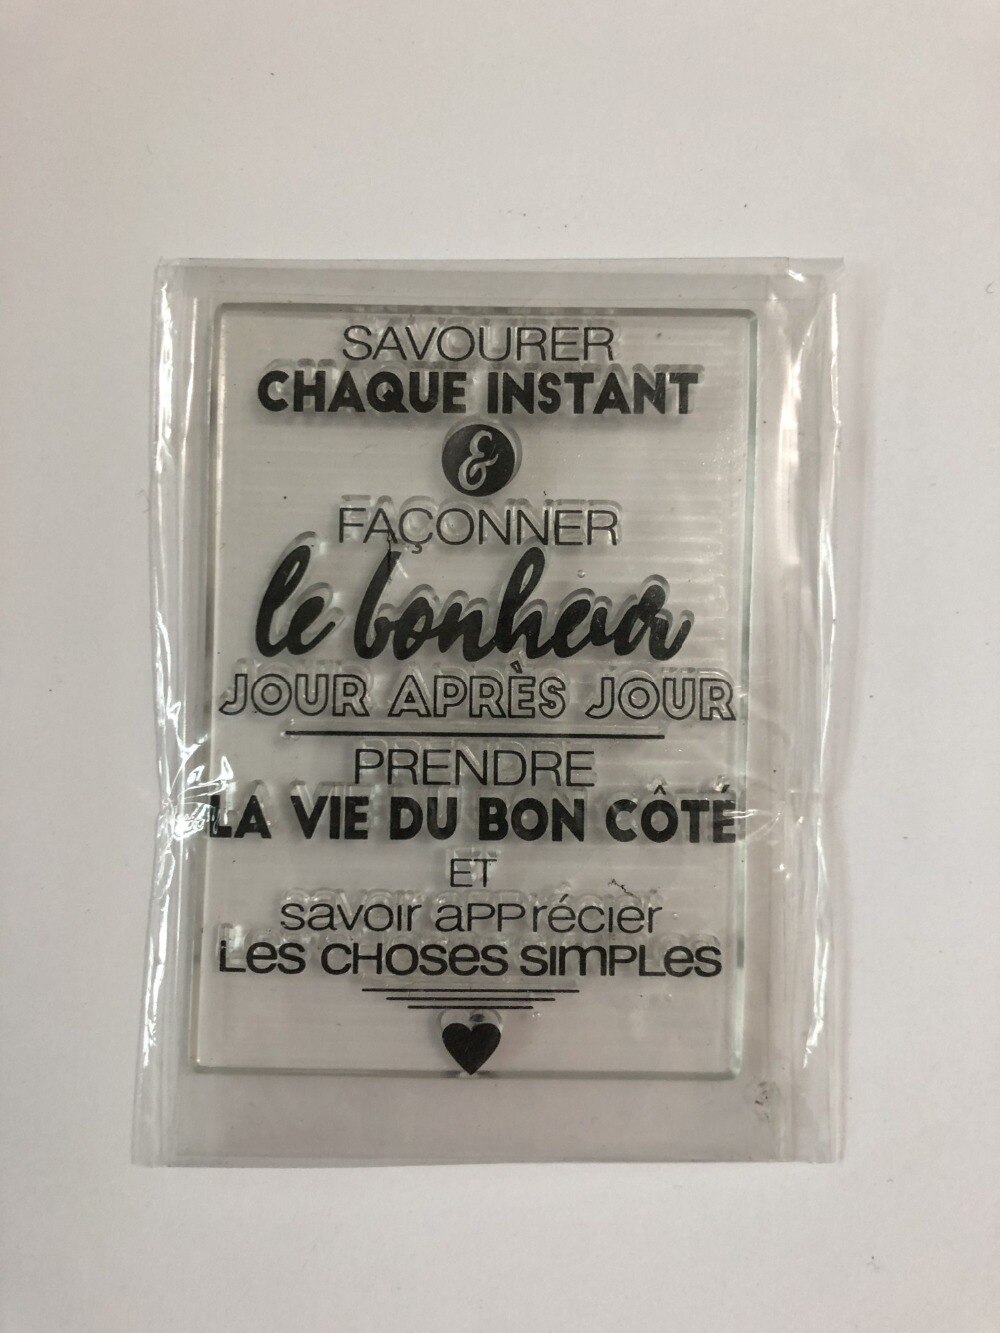 SAVOURER
CHAQUE INSTANT
&
FAÇONNER
le bonheur
JOUR APRÈS JOUR
PRENDRE
LA VIE DU BON CÔTÉ
ET
savoir apprécier
Les choses simples